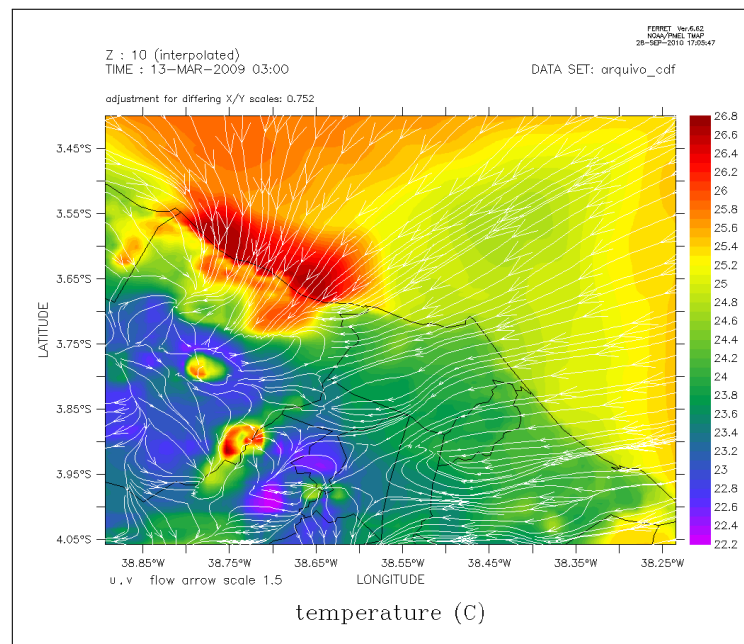 FERRET Ver.6.62
NOAA/PMEL TMAP
28-SEP-2010 17:05:47
Z : 10 (interpolated)
TIME : 13-MAR-2009 03:00
DATA SET: arquivo_cdf
adjustment for differing X/Y scales: 0.752
3.45°S
3.55°S
3.65°S
3.75°S
3.85°S
3.95°S
4.05°S
LATITUDE
26.8
26.6
26.4
26.2
26
25.8
25.6
25.4
25.2
25
24.8
24.6
24.4
24.2
24
23.8
23.6
23.4
23.2
23
22.8
22.6
22.4
22.2
38.85°W 38.75°W 38.65°W 38.55°W 38.45°W 38.35°W 38.25°W
u,v flow arrow scale 1.5
LONGITUDE
temperature (C)